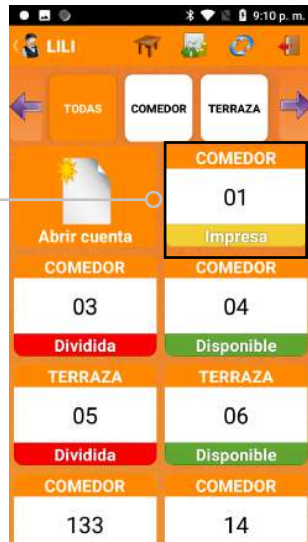 9:10 p. m.
LILI
TODAS
COMEDOR
TERRAZA
Abrir cuenta
COMEDOR
01
Impresa
COMEDOR
03
Dividida
COMEDOR
04
Disponible
TERRAZA
05
Dividida
TERRAZA
06
Disponible
COMEDOR
133
COMEDOR
14